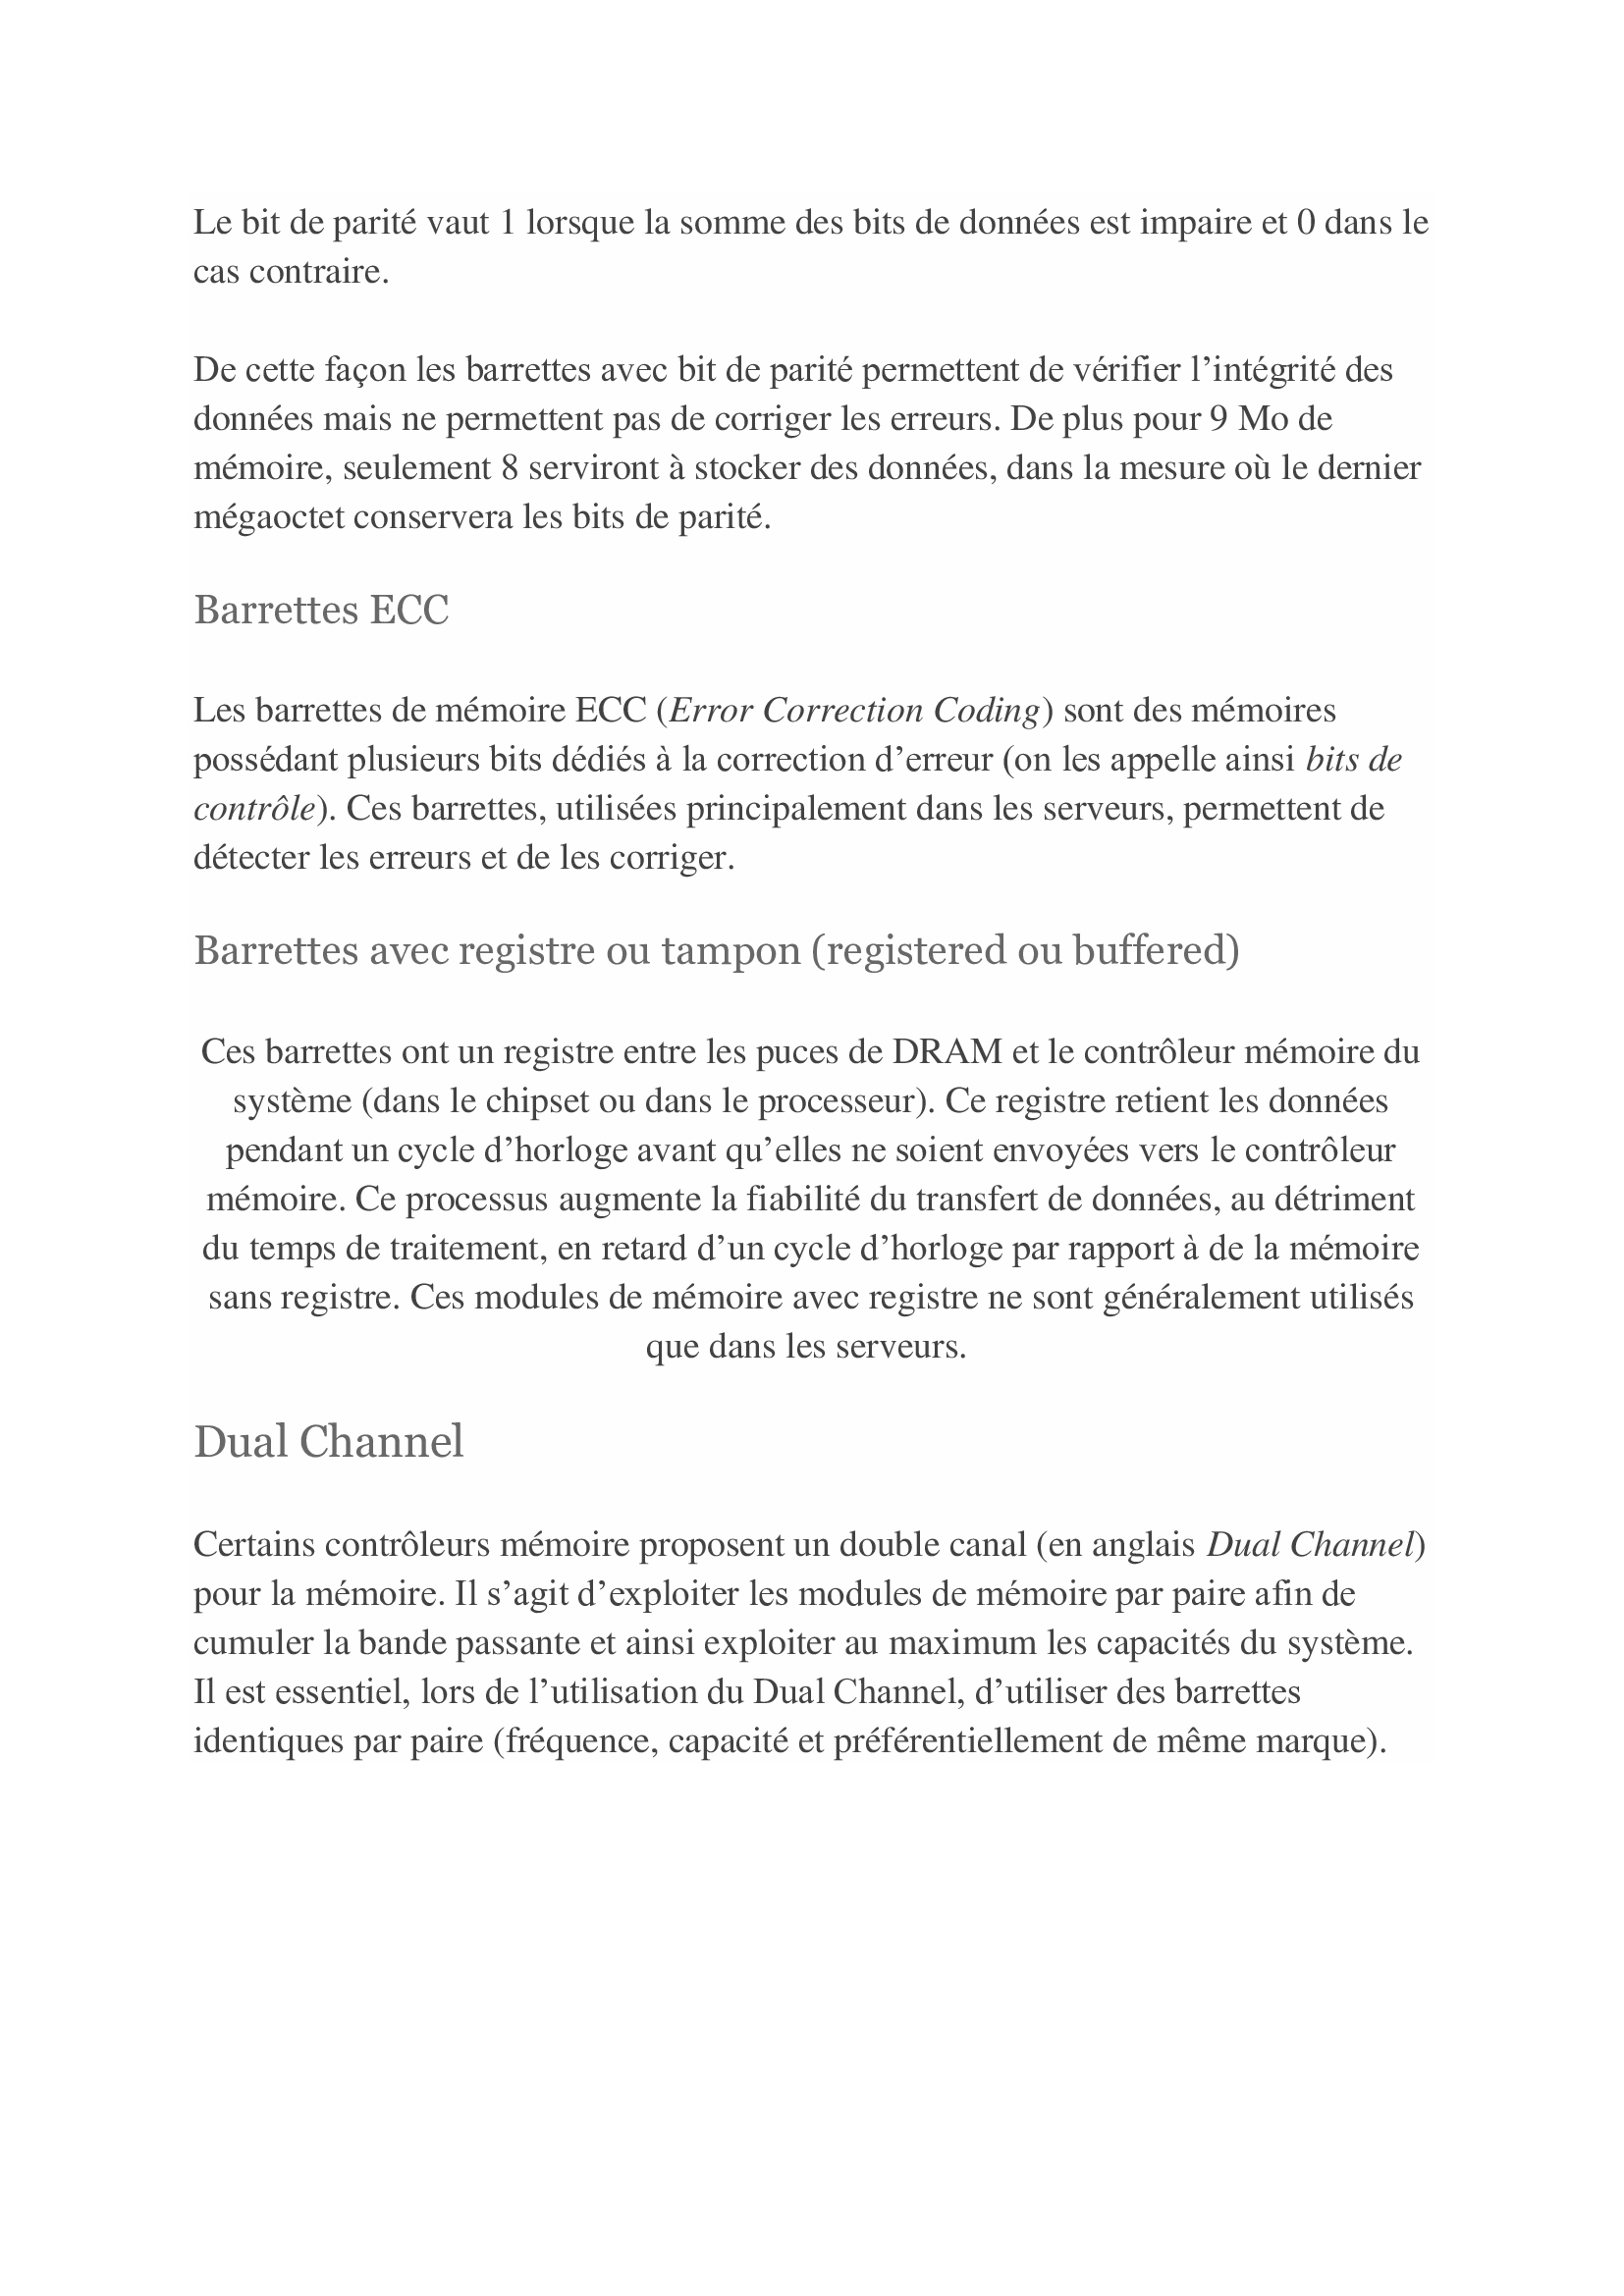 Le bit de parité vaut 1 lorsque la somme des bits de données est impaire et 0 dans le
cas contraire.
De cette façon les barrettes avec bit de parité permettent de vérifier l’intégrité des
données mais ne permettent pas de corriger les erreurs. De plus pour 9 Mo de
mémoire, seulement 8 serviront à stocker des données, dans la mesure où le dernier
mégaoctet conservera les bits de parité.
Barrettes ECC
Les barrettes de mémoire ECC (Error Correction Coding) sont des mémoires
possédant plusieurs bits dédiés à la correction d’erreur (on les appelle ainsi bits de
contrôle). Ces barrettes, utilisées principalement dans les serveurs, permettent de
détecter les erreurs et de les corriger.
Barrettes avec registre ou tampon (registered ou buffered)
Ces barrettes ont un registre entre les puces de DRAM et le contrôleur mémoire du
système (dans le chipset ou dans le processeur). Ce registre retient les données
pendant un cycle d’horloge avant qu’elles ne soient envoyées vers le contrôleur
mémoire. Ce processus augmente la fiabilité du transfert de données, au détriment
du temps de traitement, en retard d’un cycle d’horloge par rapport à de la mémoire
sans registre. Ces modules de mémoire avec registre ne sont généralement utilisés
que dans les serveurs.
Dual Channel
Certains contrôleurs mémoire proposent un double canal (en anglais Dual Channel)
pour la mémoire. Il s’agit d’exploiter les modules de mémoire par paire afin de
cumuler la bande passante et ainsi exploiter au maximum les capacités du système.
Il est essentiel, lors de l’utilisation du Dual Channel, d’utiliser des barrettes
identiques par paire (fréquence, capacité et préférentiellement de même marque).